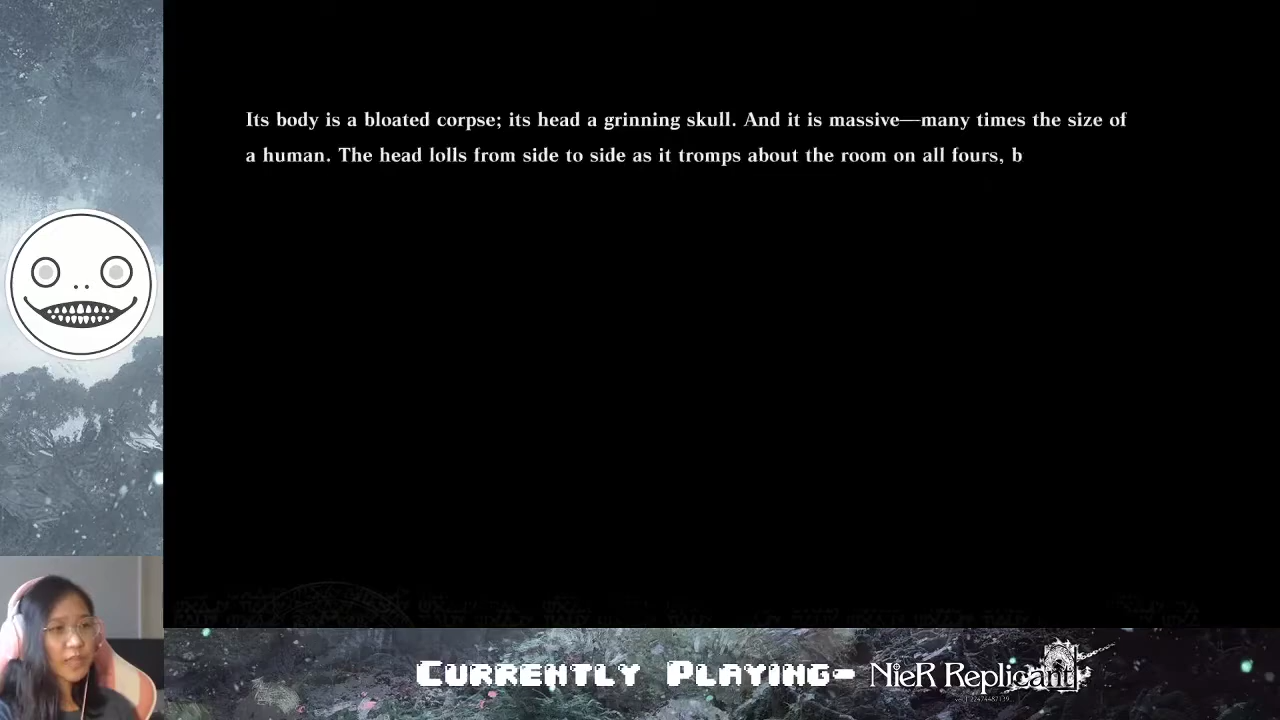 Its body is a bloated corpse; its head a grinning skull. And it is massive—many times the size of
a human. The head lolls from side to side as it tromps about the room on all fours, b
Currently Playing- NieR Replicant